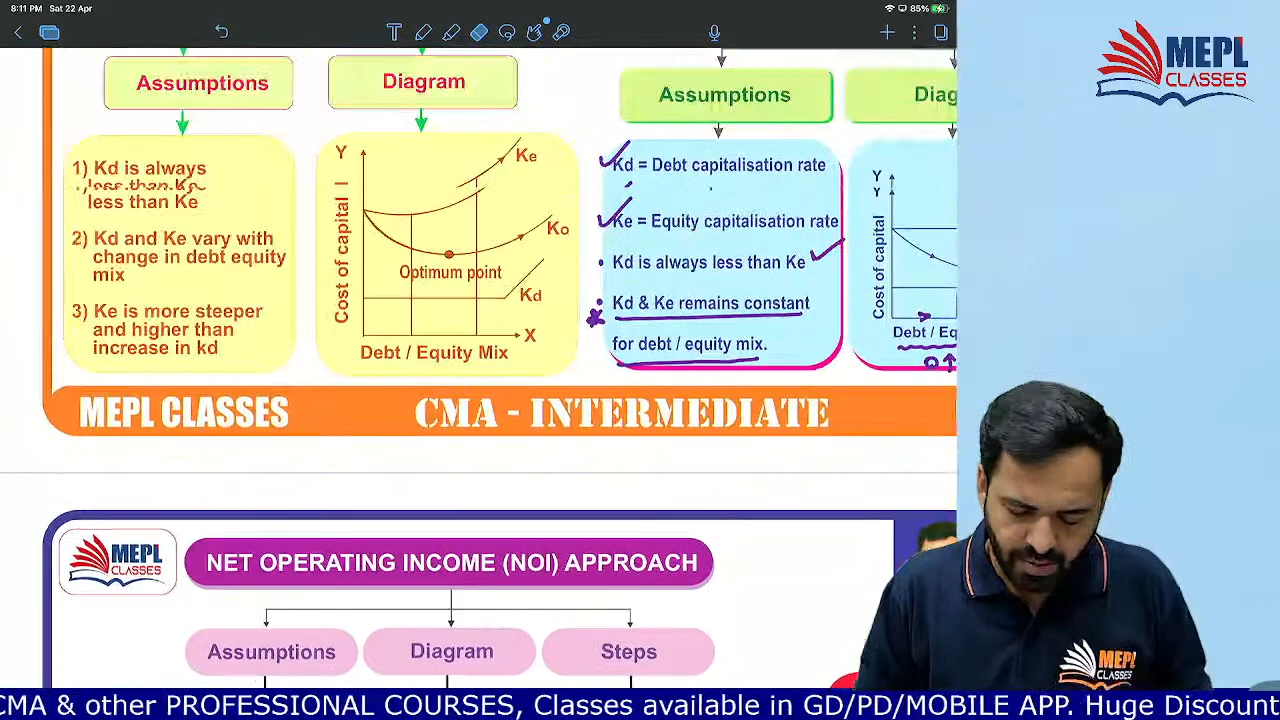 8:11 PM Sat 22 Apr
85%
MEPL
CLASSES
Assumptions
Diagram
Assumptions
Diag
1) Kd is always
less than Ke
less than Ke
2) Kd and Ke vary with
change in debt equity
mix
3) Ke is more steeper
and higher than
increase in kd
Y
Ke
Ko
Optimum point
Kd
X
Cost of capital
Debt / Equity Mix
Kd = Debt capitalisation rate
Ke = Equity capitalisation rate
Kd is always less than Ke
Kd & Ke remains constant
for debt / equity mix.
Y
Y
Cost of capital
Debt / Eq
MEPL CLASSES
CMA - INTERMEDIATE
MEPL
CLASSES
NET OPERATING INCOME (NOI) APPROACH
Assumptions
Diagram
Steps
MEPL
CLASSES
CMA & other PROFESSIONAL COURSES, Classes available in GD/PD/MOBILE APP. Huge Discount